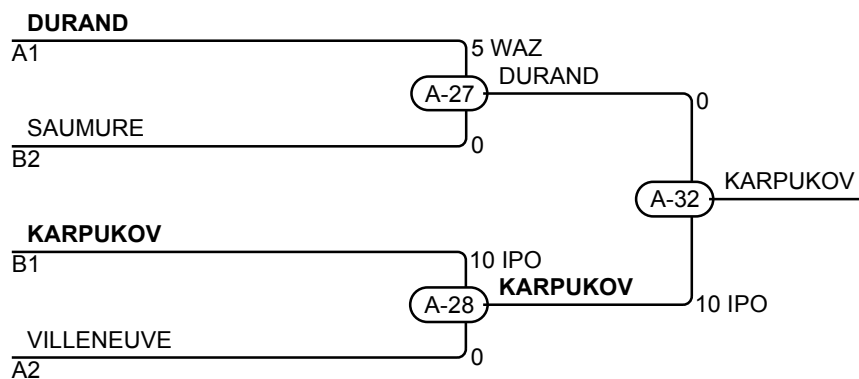 DURAND
A1
5 WAZ
A-27
DURAND
0
SAUMURE
B2
0
A-32
KARPUKOV
KARPUKOV
B1
10 IPO
A-28
KARPUKOV
10 IPO
VILLENEUVE
A2
0